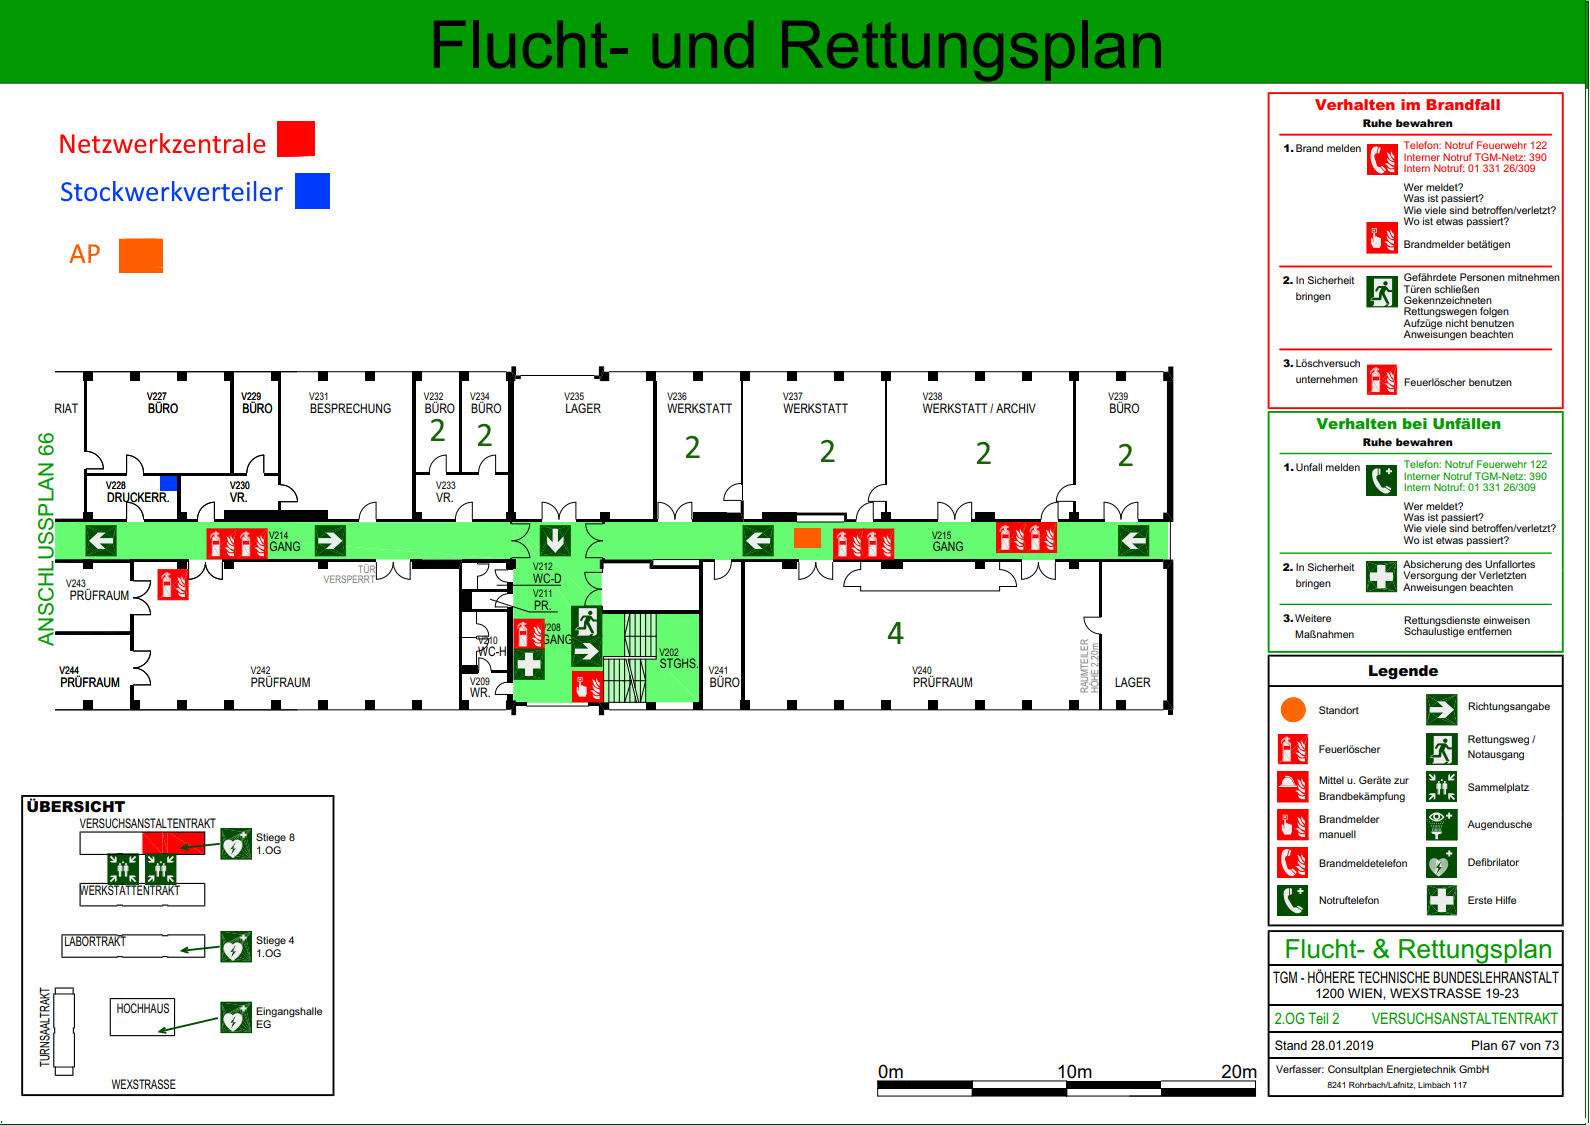 Flucht- und Rettungsplan
Netzwerkzentrale
Stockwerkverteiler
AP
ANSCHLUSSPLAN 66
RIAT
V227
BÜRO
V229
BÜRO
V231
BESPRECHUNG
V232
BÜRO
2
V234
BÜRO
2
V235
LAGER
V236
WERKSTATT
2
V237
WERKSTATT
2
V238
WERKSTATT / ARCHIV
2
V239
BÜRO
2
V228
DRUCKERR.
V230
VR.
V233
VR.
V214
GANG
V215
GANG
TÜR
VERSPERRT
V243
PRÜFRAUM
V244
PRÜFRAUM
V242
PRÜFRAUM
V212
WC-D
V211
PR.
V210
WC-H
V209
WR.
V208
GANG
V202
STGHS.
V241
BÜRO
4
V240
PRÜFRAUM
RAUMTEILER
HÖHE 2.20m
LAGER
ÜBERSICHT
VERSUCHSANSTALTENTRAKT
Stiege 8
1.OG
WERKSTÄTTENTRAKT
LABORTRAKT
Stiege 4
1.OG
TURNSAALTRAKT
HOCHHAUS
Eingangshalle
EG
WEXSTRASSE
0m 10m 20m
Verhalten im Brandfall
Ruhe bewahren
1. Brand melden
Telefon: Notruf Feuerwehr 122
Interner Notruf TGM-Netz: 390
Intern Notruf: 01 331 26/309
Wer meldet?
Was ist passiert?
Wie viele sind betroffen/verletzt?
Wo ist etwas passiert?
Brandmelder betätigen
2. In Sicherheit
bringen
Gefährdete Personen mitnehmen
Türen schließen
Gekennzeichneten
Rettungswegen folgen
Aufzüge nicht benutzen
Anweisungen beachten
3. Löschversuch
unternehmen
Feuerlöscher benutzen
Verhalten bei Unfällen
Ruhe bewahren
1. Unfall melden
Telefon: Notruf Feuerwehr 122
Interner Notruf TGM-Netz: 390
Intern Notruf: 01 331 26/309
Wer meldet?
Was ist passiert?
Wie viele sind betroffen/verletzt?
Wo ist etwas passiert?
2. In Sicherheit
bringen
Absicherung des Unfallortes
Versorgung der Verletzten
Anweisungen beachten
3. Weitere
Maßnahmen
Rettungsdienste einweisen
Schaulustige entfernen
Legende
Standort
Richtungsangabe
Feuerlöscher
Rettungsweg /
Notausgang
Mittel u. Geräte zur
Brandbekämpfung
Sammelplatz
Brandmelder
manuell
Augendusche
Brandmeldetelefon
Defibrilator
Notruftelefon
Erste Hilfe
Flucht- & Rettungsplan
TGM - HÖHERE TECHNISCHE BUNDESLEHRANSTALT
1200 WIEN, WEXSTRASSE 19-23
2.OG Teil 2 VERSUCHSANSTALTENTRAKT
Stand 28.01.2019 Plan 67 von 73
Verfasser: Consultplan Energietechnik GmbH
8241 Rohrbach/Lafnitz, Limbach 117